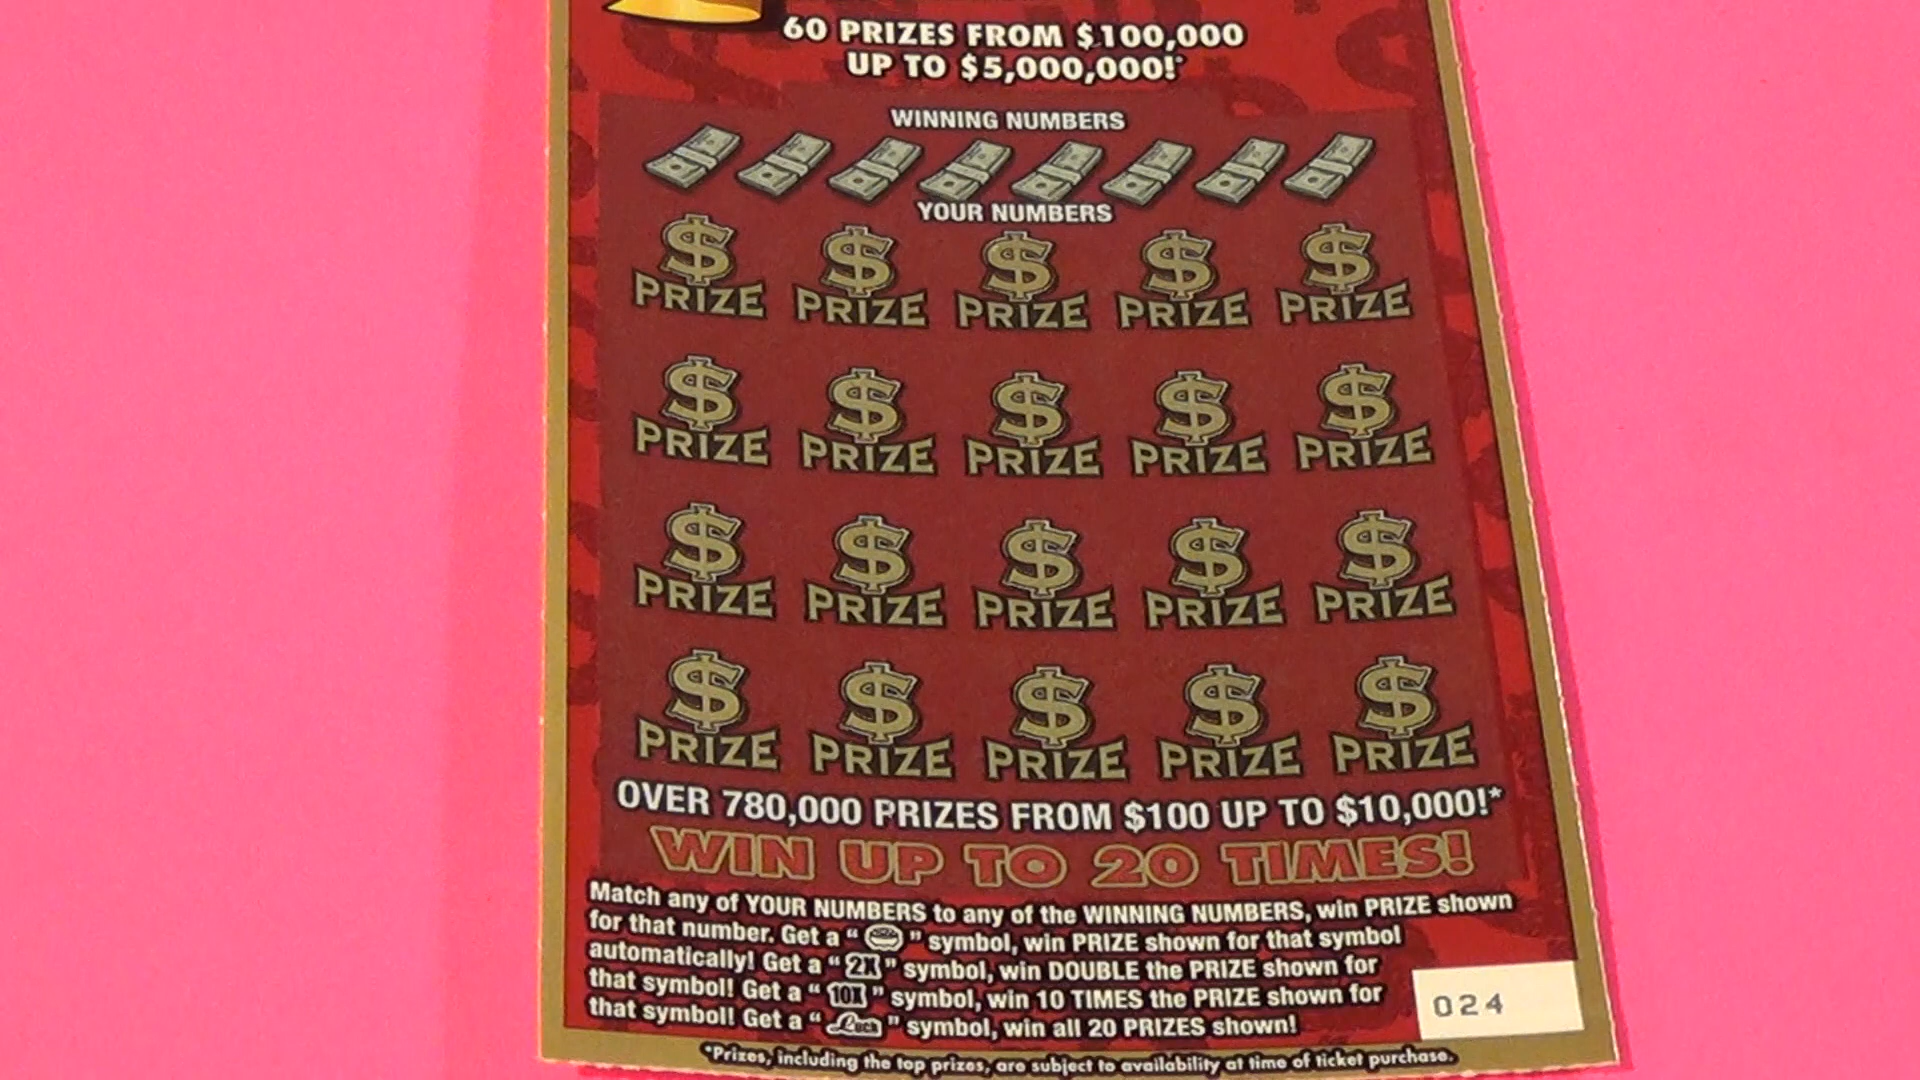 60 PRIZES FROM $100,000
UP TO $5,000,000!*
WINNING NUMBERS
YOUR NUMBERS
$ $ $ $ $
PRIZE PRIZE PRIZE PRIZE PRIZE
$ $ $ $ $
PRIZE PRIZE PRIZE PRIZE PRIZE
$ $ $ $ $
PRIZE PRIZE PRIZE PRIZE PRIZE
$ $ $ $ $
PRIZE PRIZE PRIZE PRIZE PRIZE
OVER 780,000 PRIZES FROM $100 UP TO $10,000!*
WIN UP TO 20 TIMES!
Match any of YOUR NUMBERS to any of the WINNING NUMBERS, win PRIZE shown
for that number. Get a " " symbol, win PRIZE shown for that symbol
automatically! Get a "2X" symbol, win DOUBLE the PRIZE shown for
that symbol! Get a "10X" symbol, win 10 TIMES the PRIZE shown for
that symbol! Get a "Luck" symbol, win all 20 PRIZES shown!
024
*Prizes, including the top prizes, are subject to availability at time of ticket purchase.